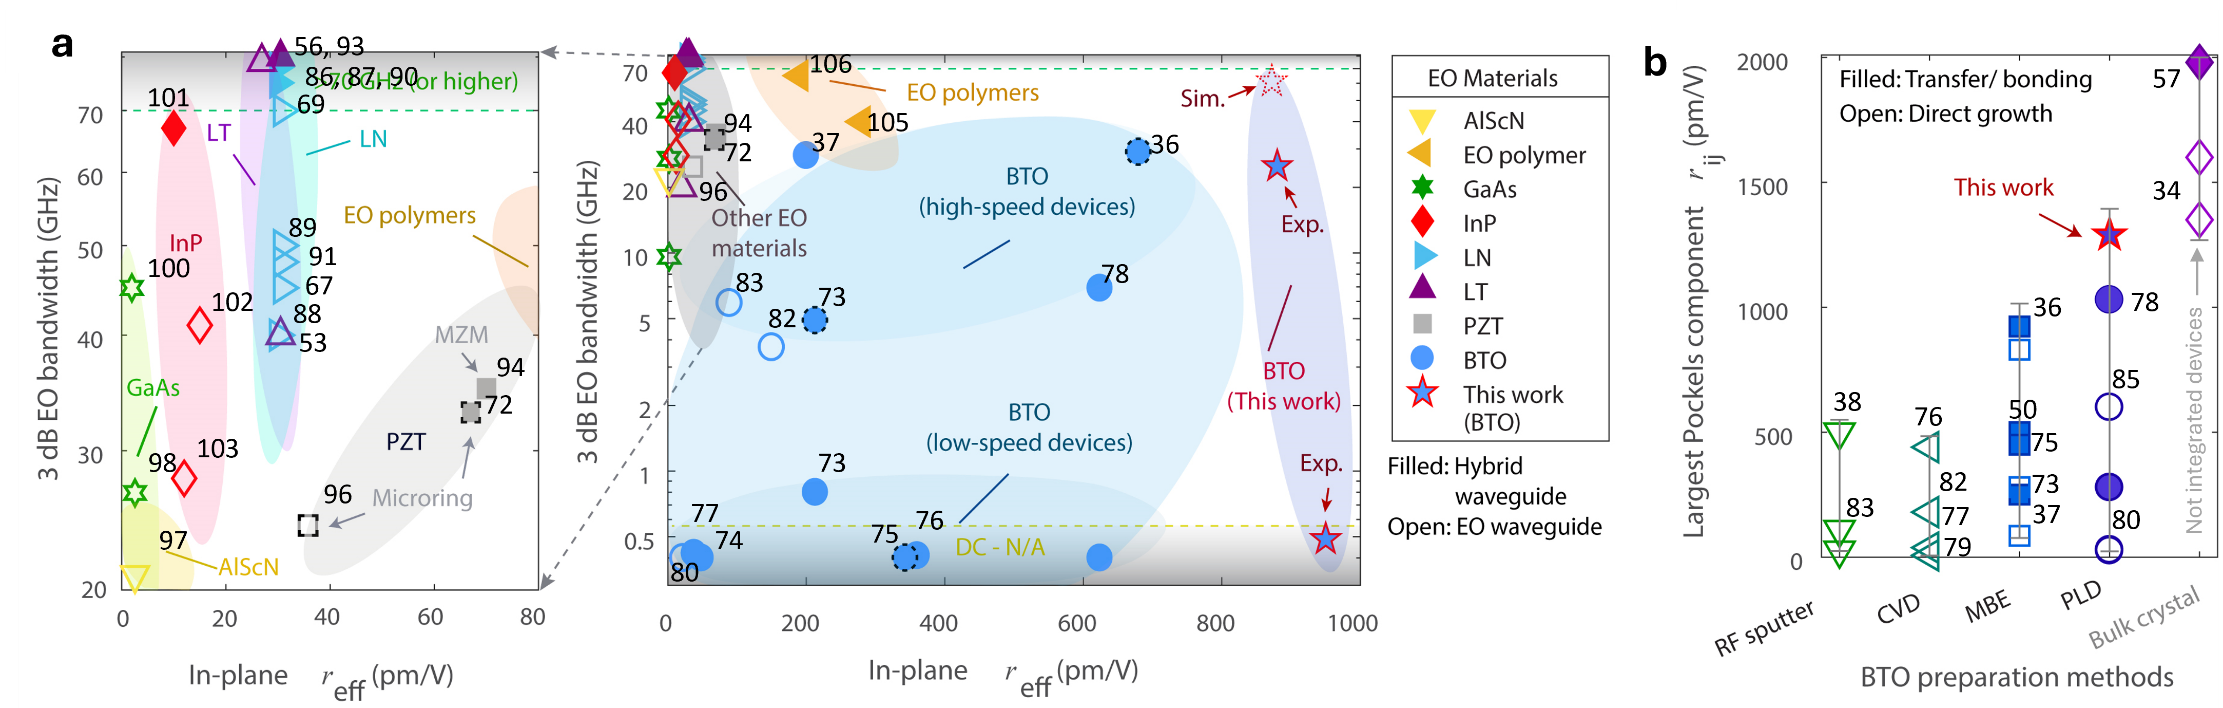 a
3 dB EO bandwidth (GHz)
70
60
50
40
30
20
0
20
40
60
80
In-plane r_eff (pm/V)
56, 93
86, 87, 90
>70 GHz (or higher)
69
101
LT
LN
InP
EO polymers
89
91
67
100
102
88
53
MZM
94
72
GaAs
PZT
98
103
96
Microring
97
AlScN
3 dB EO bandwidth (GHz)
70
40
20
10
5
2
1
0.5
0
200
400
600
800
1000
In-plane r_eff (pm/V)
106
EO polymers
105
Sim.
94
72
37
36
96
BTO
(high-speed devices)
Other EO
materials
Exp.
83
82
73
78
BTO
(This work)
BTO
(low-speed devices)
73
Exp.
77
74
75
76
DC - N/A
80
EO Materials
AlScN
EO polymer
GaAs
InP
LN
LT
PZT
BTO
This work
(BTO)
Filled: Hybrid
waveguide
Open: EO waveguide
b
Largest Pockels component r_ij (pm/V)
2000
1500
1000
500
0
Filled: Transfer/ bonding
Open: Direct growth
57
This work
34
36
78
38
76
50
85
75
83
82
73
77
37
80
79
Not integrated devices
RF sputter
CVD
MBE
PLD
Bulk crystal
BTO preparation methods